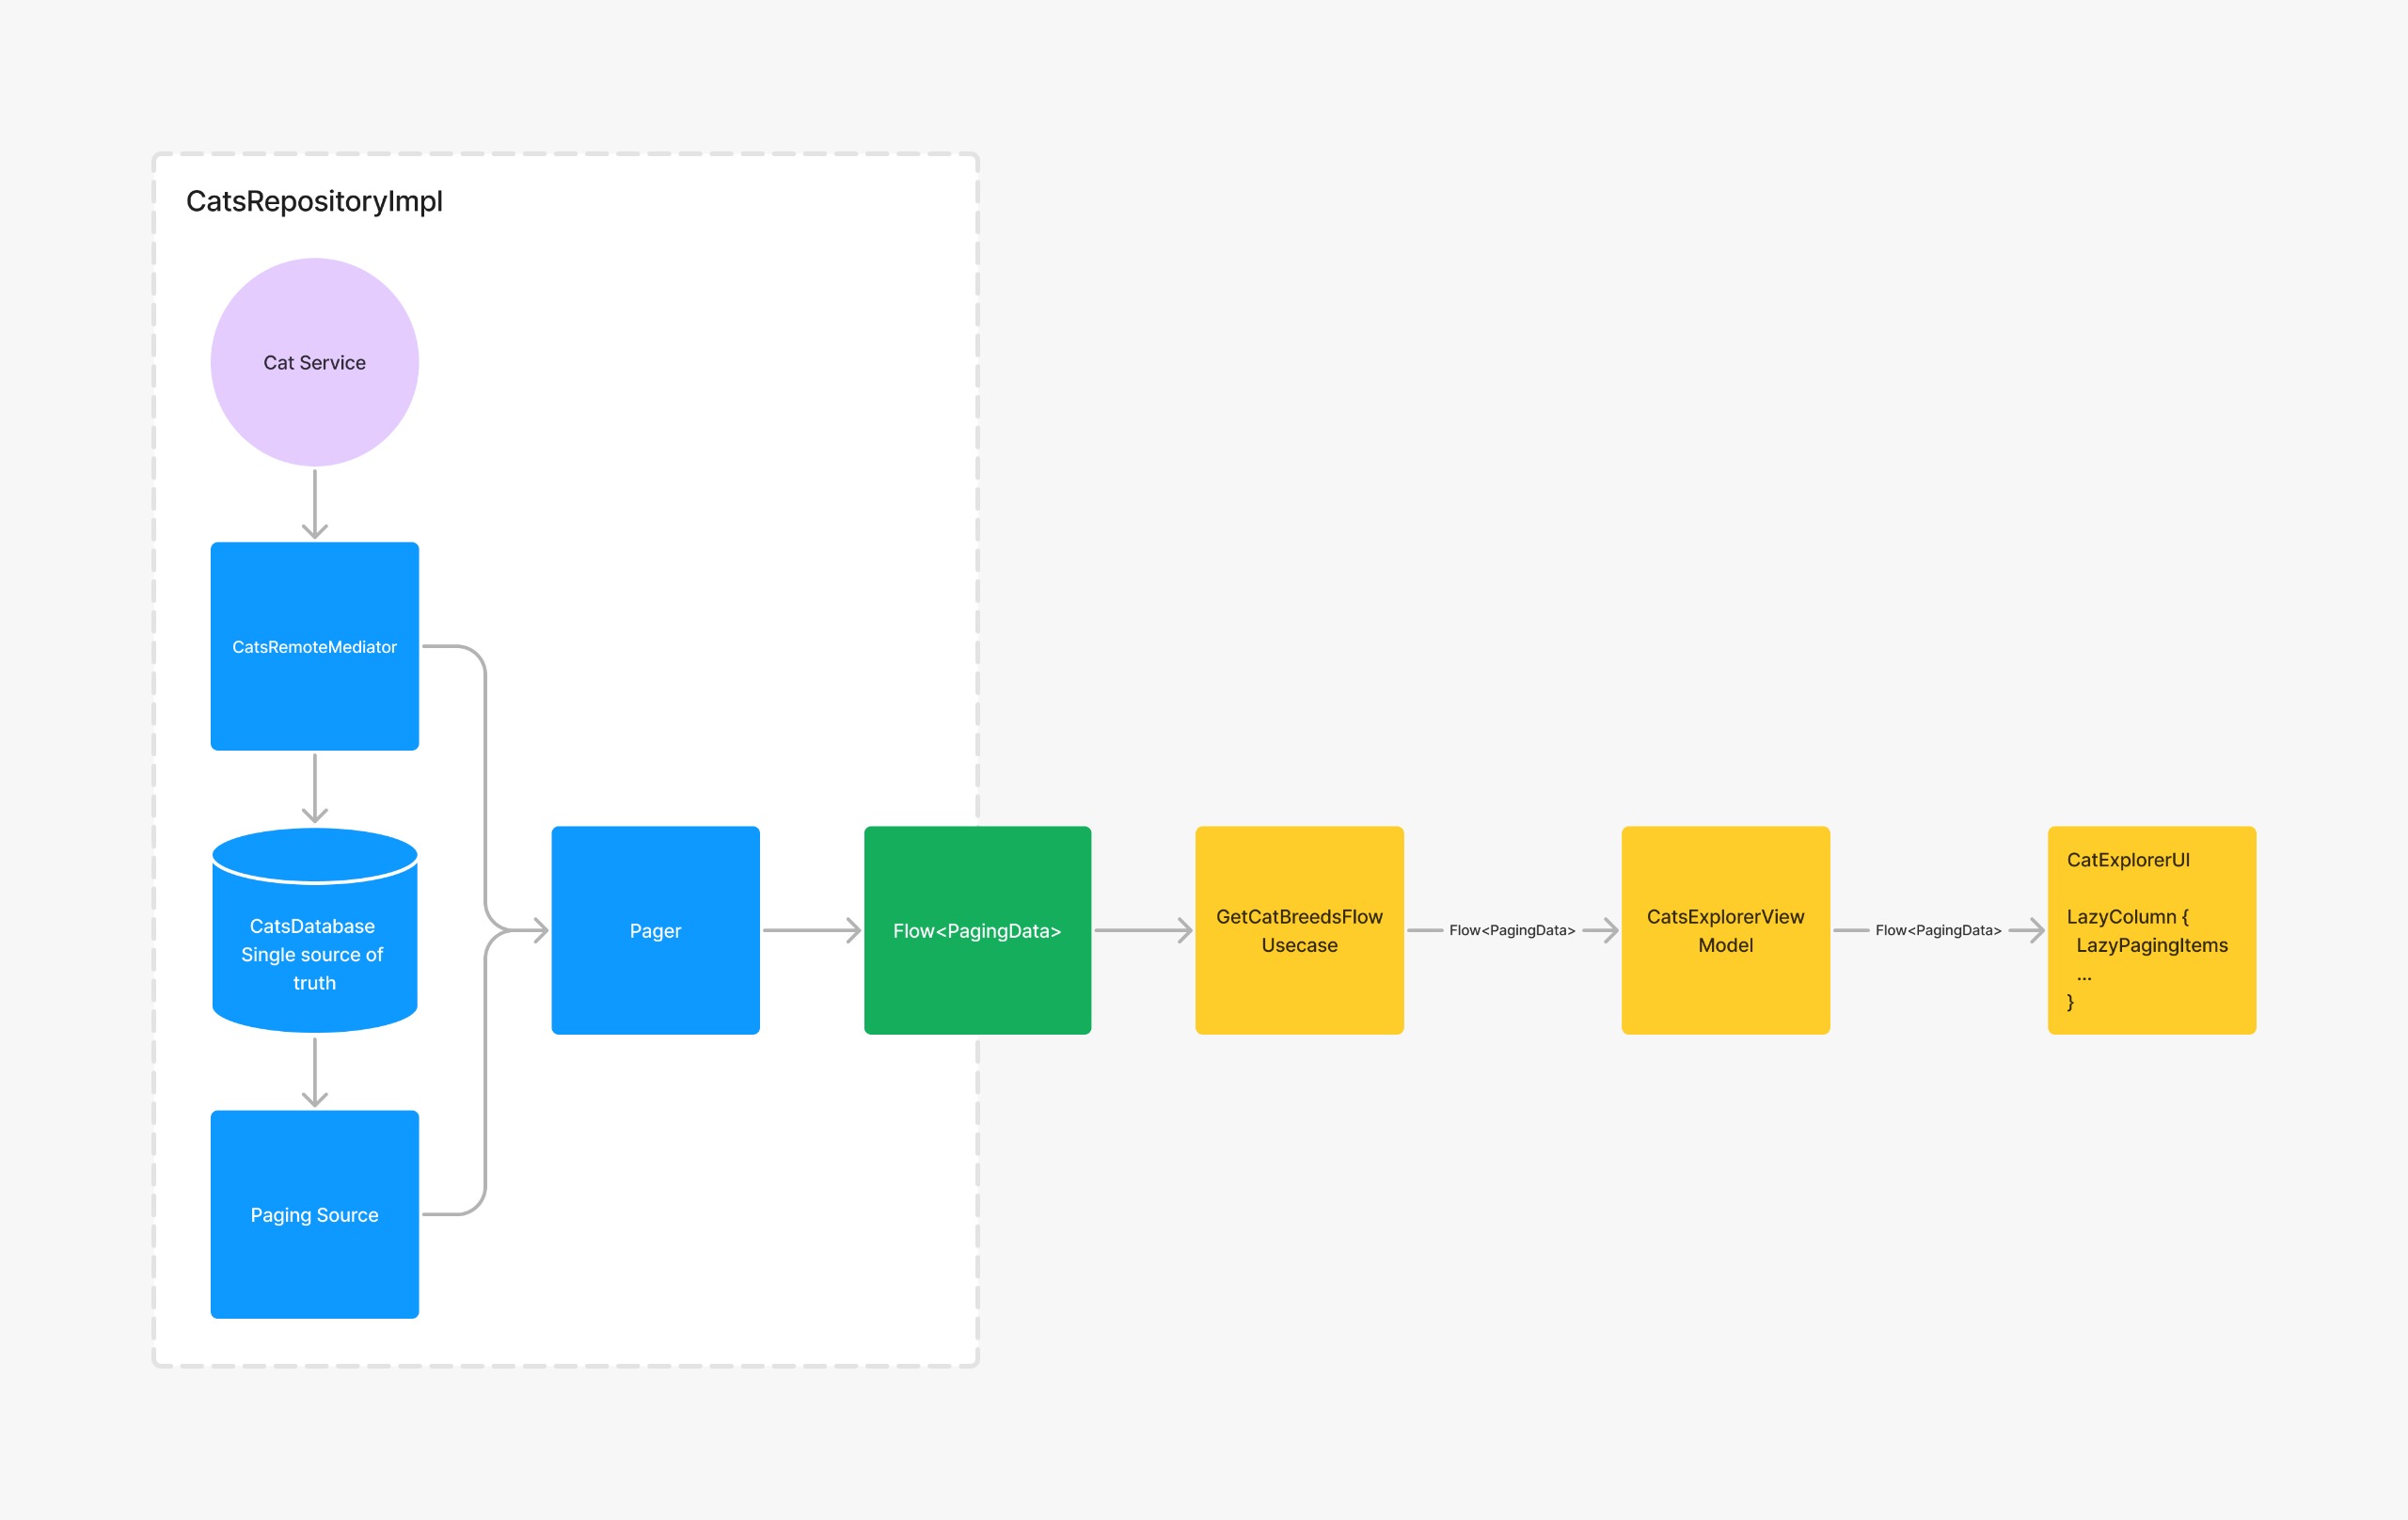 CatsRepositoryImpl
Cat Service
CatsRemoteMediator
CatsDatabase
Single source of
truth
Paging Source
Pager
Flow<PagingData>
GetCatBreedsFlow
Usecase
Flow<PagingData>
CatsExplorerView
Model
Flow<PagingData>
CatExplorerUI
LazyColumn {
LazyPagingItems
...
}